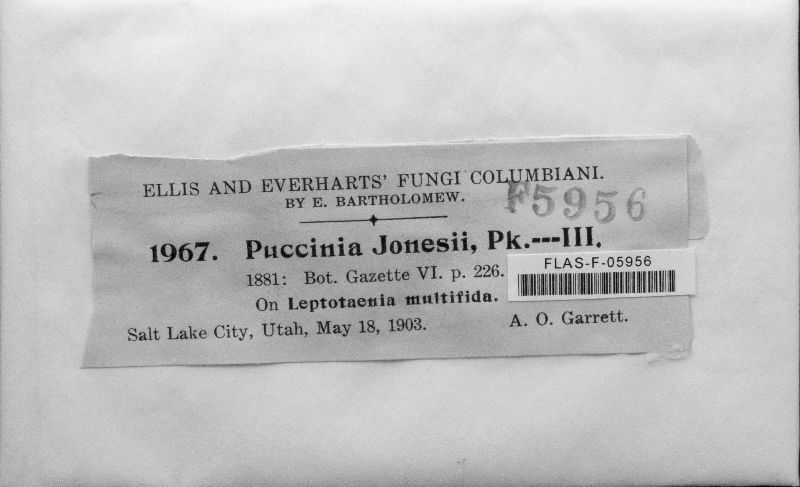 ELLIS AND EVERHARTS' FUNGI COLUMBIANI.
BY E. BARTHOLOMEW.
F5956
1967. Puccinia Jonesii, Pk.---III.
1881: Bot. Gazette VI. p. 226.
FLAS-F-05956
On Leptotaenia multifida.
Salt Lake City, Utah, May 18, 1903. A. O. Garrett.